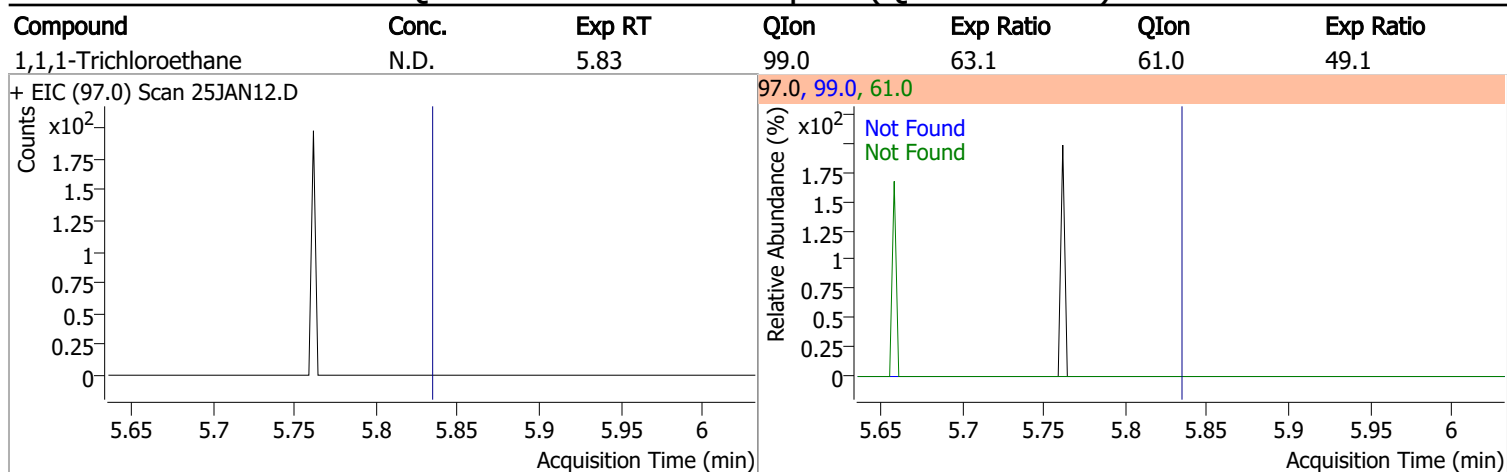 Compound Conc. Exp RT QIon Exp Ratio QIon Exp Ratio
1,1,1-Trichloroethane N.D. 5.83 99.0 63.1 61.0 49.1
+ EIC (97.0) Scan 25JAN12.D
Counts
x10²
1.75
1.5
1.25
1
0.75
0.5
0.25
0
5.65 5.7 5.75 5.8 5.85 5.9 5.95 6
Acquisition Time (min)
97.0, 99.0, 61.0
Relative Abundance (%)
x10²
Not Found
Not Found
1.75
1.5
1.25
1
0.75
0.5
0.25
0
5.65 5.7 5.75 5.8 5.85 5.9 5.95 6
Acquisition Time (min)